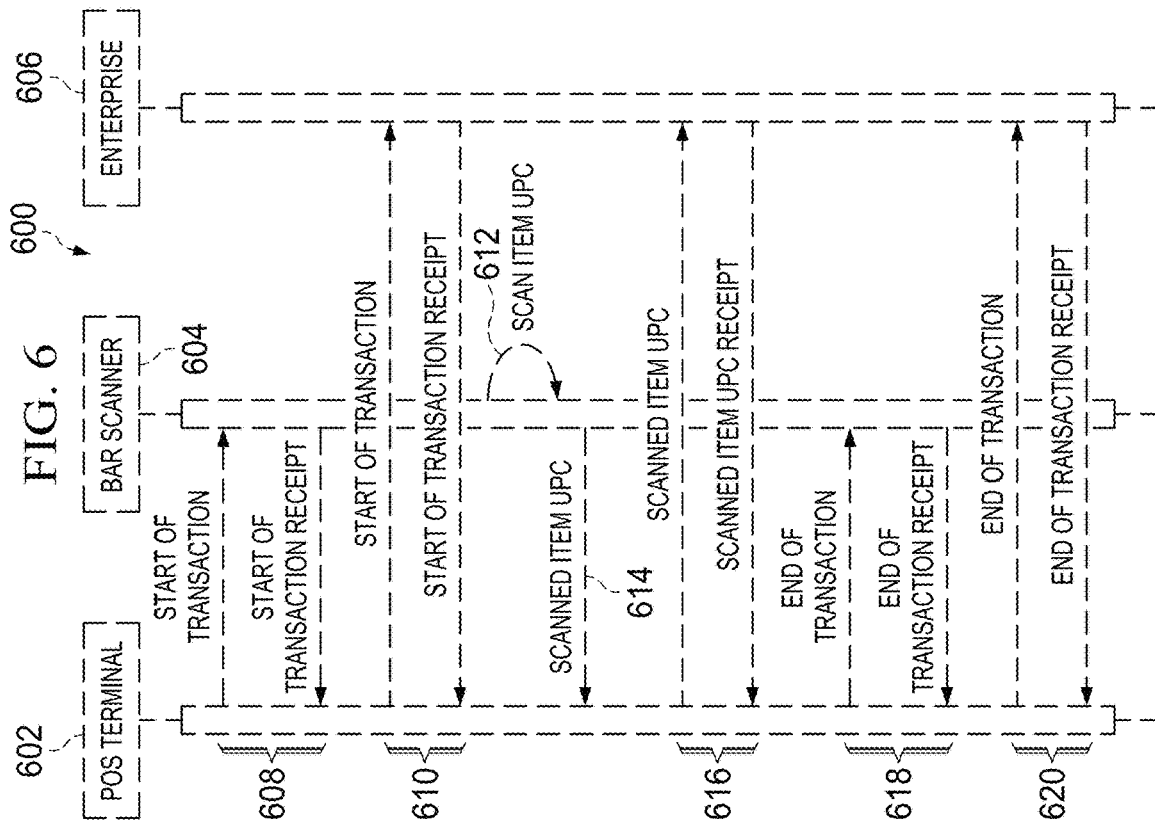 FIG. 6
600
602
POS TERMINAL
BAR SCANNER
604
606
ENTERPRISE
START OF
TRANSACTION
START OF
TRANSACTION RECEIPT
608
START OF TRANSACTION
START OF TRANSACTION RECEIPT
610
612
SCAN ITEM UPC
SCANNED ITEM UPC
614
SCANNED ITEM UPC
SCANNED ITEM UPC RECEIPT
616
END OF
TRANSACTION
END OF
TRANSACTION RECEIPT
618
END OF TRANSACTION
END OF TRANSACTION RECEIPT
620